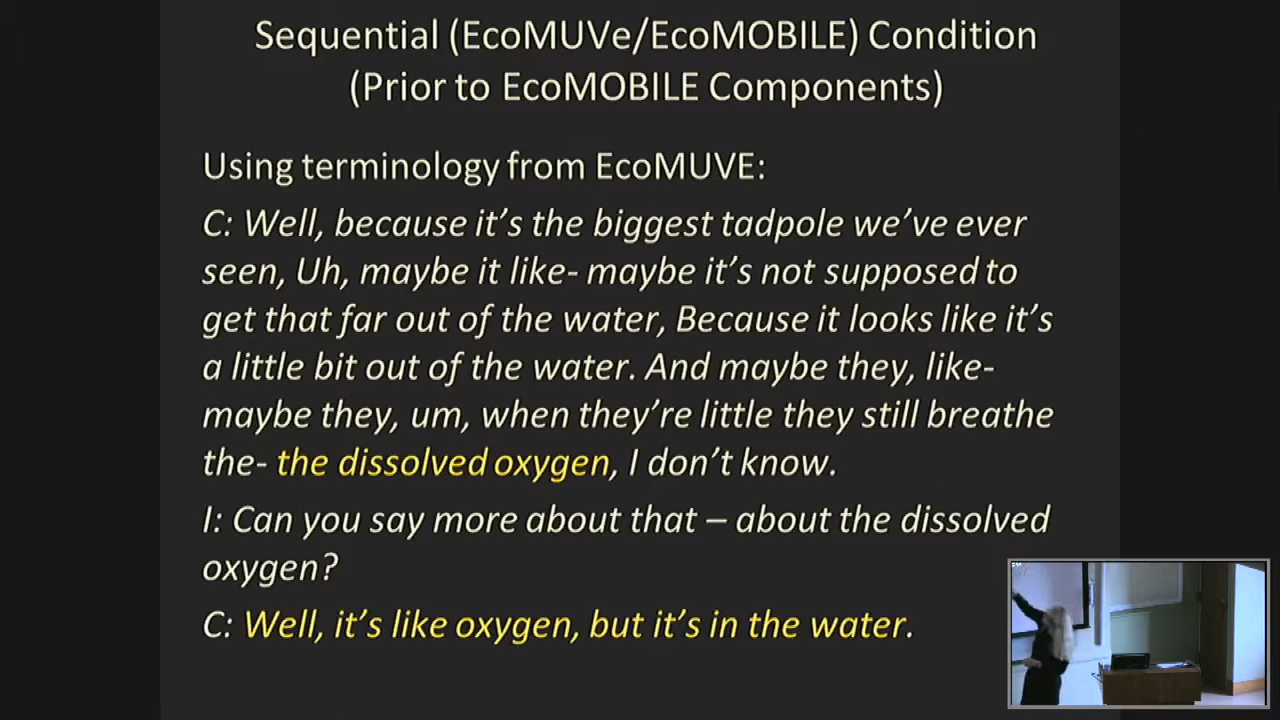 Sequential (EcoMUVe/EcoMOBILE) Condition
(Prior to EcoMOBILE Components)
Using terminology from EcoMUVE:
C: Well, because it’s the biggest tadpole we’ve ever
seen, Uh, maybe it like- maybe it’s not supposed to
get that far out of the water, Because it looks like it’s
a little bit out of the water. And maybe they, like-
maybe they, um, when they’re little they still breathe
the- the dissolved oxygen, I don’t know.
I: Can you say more about that – about the dissolved
oxygen?
C: Well, it’s like oxygen, but it’s in the water.